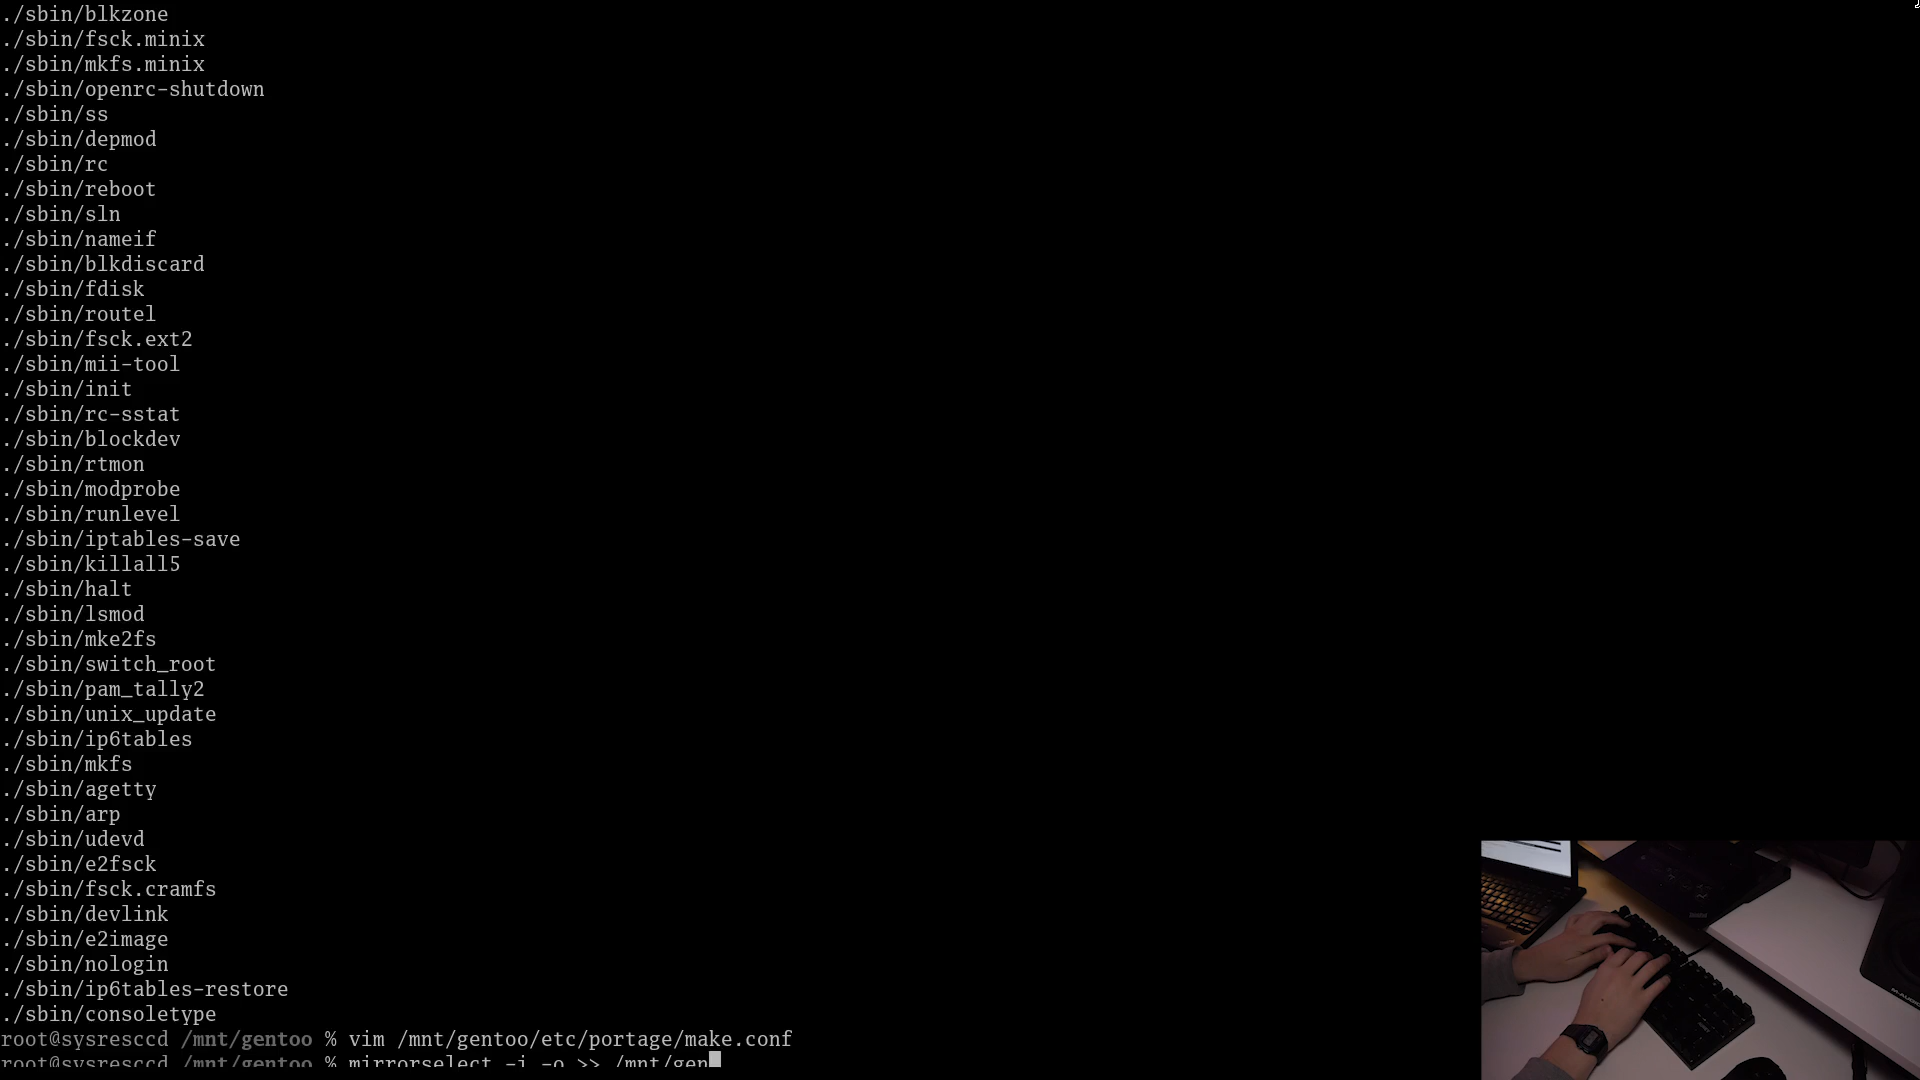 ./sbin/blkzone
./sbin/fsck.minix
./sbin/mkfs.minix
./sbin/openrc-shutdown
./sbin/ss
./sbin/depmod
./sbin/rc
./sbin/reboot
./sbin/sln
./sbin/nameif
./sbin/blkdiscard
./sbin/fdisk
./sbin/routel
./sbin/fsck.ext2
./sbin/mii-tool
./sbin/init
./sbin/rc-sstat
./sbin/blockdev
./sbin/rtmon
./sbin/modprobe
./sbin/runlevel
./sbin/iptables-save
./sbin/killall5
./sbin/halt
./sbin/lsmod
./sbin/mke2fs
./sbin/switch_root
./sbin/pam_tally2
./sbin/unix_update
./sbin/ip6tables
./sbin/mkfs
./sbin/agetty
./sbin/arp
./sbin/udevd
./sbin/e2fsck
./sbin/fsck.cramfs
./sbin/devlink
./sbin/e2image
./sbin/nologin
./sbin/ip6tables-restore
./sbin/consoletype
root@sysresccd /mnt/gentoo % vim /mnt/gentoo/etc/portage/make.conf
root@sysresccd /mnt/gentoo % mirrorselect -i -o >> /mnt/gen